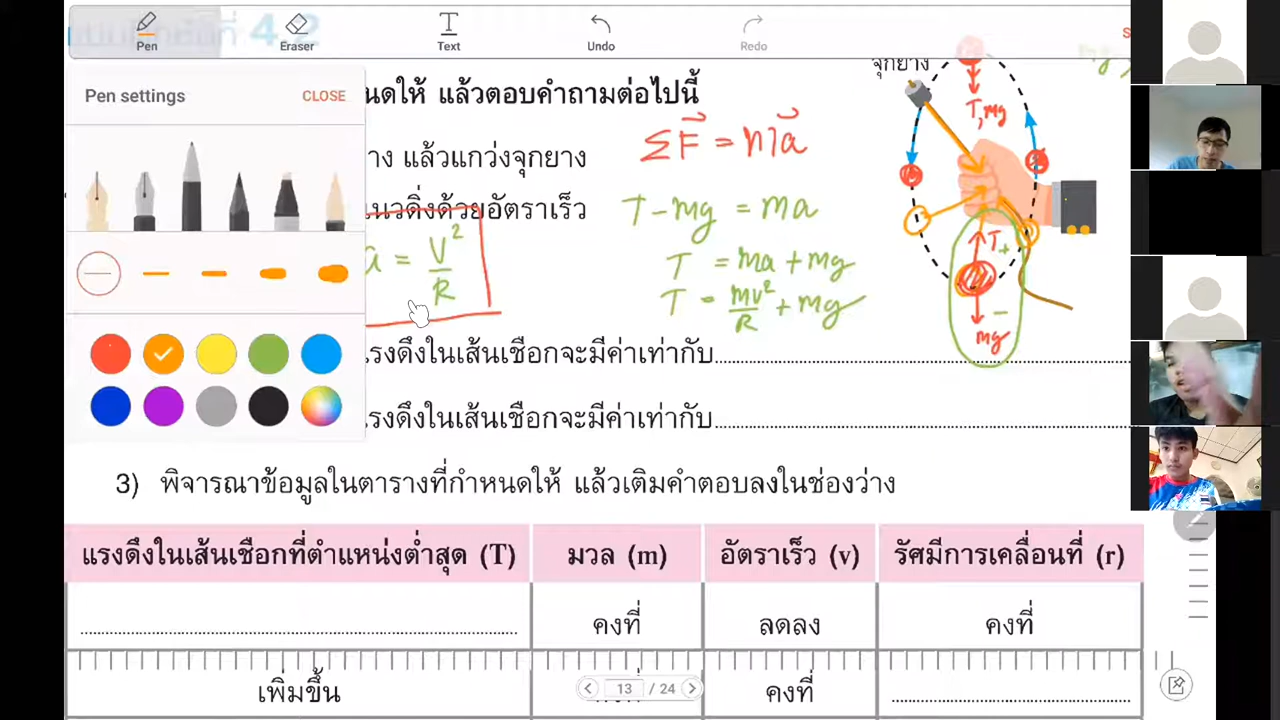 4.2
Pen
Eraser
Text
Undo
Redo
Pen settings
CLOSE
จุกยาง
นดให้ แล้วตอบคำถามต่อไปนี้
T, mg
ΣF⃗ = ma⃗
าง แล้วแกว่งจุกยาง
แนวดิ่งด้วยอัตราเร็ว
T - mg = ma
a = V²/R
T = ma + mg
T +
T = mv²/R + mg
mg -
แรงดึงในเส้นเชือกจะมีค่าเท่ากับ
แรงดึงในเส้นเชือกจะมีค่าเท่ากับ
3) พิจารณาข้อมูลในตารางที่กำหนดให้ แล้วเติมคำตอบลงในช่องว่าง
แรงดึงในเส้นเชือกที่ตำแหน่งต่ำสุด (T) มวล (m) อัตราเร็ว (v) รัศมีการเคลื่อนที่ (r)
คงที่ ลดลง คงที่
เพิ่มขึ้น คงที่
13 / 24